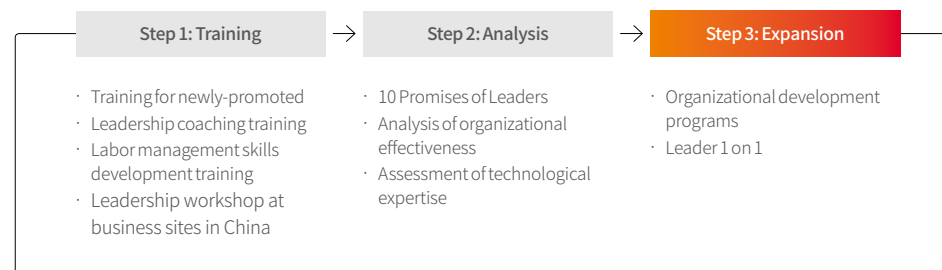 Step 1: Training
· Training for newly-promoted
· Leadership coaching training
· Labor management skills
development training
· Leadership workshop at
business sites in China
Step 2: Analysis
· 10 Promises of Leaders
· Analysis of organizational
effectiveness
· Assessment of technological
expertise
Step 3: Expansion
· Organizational development
programs
· Leader 1 on 1